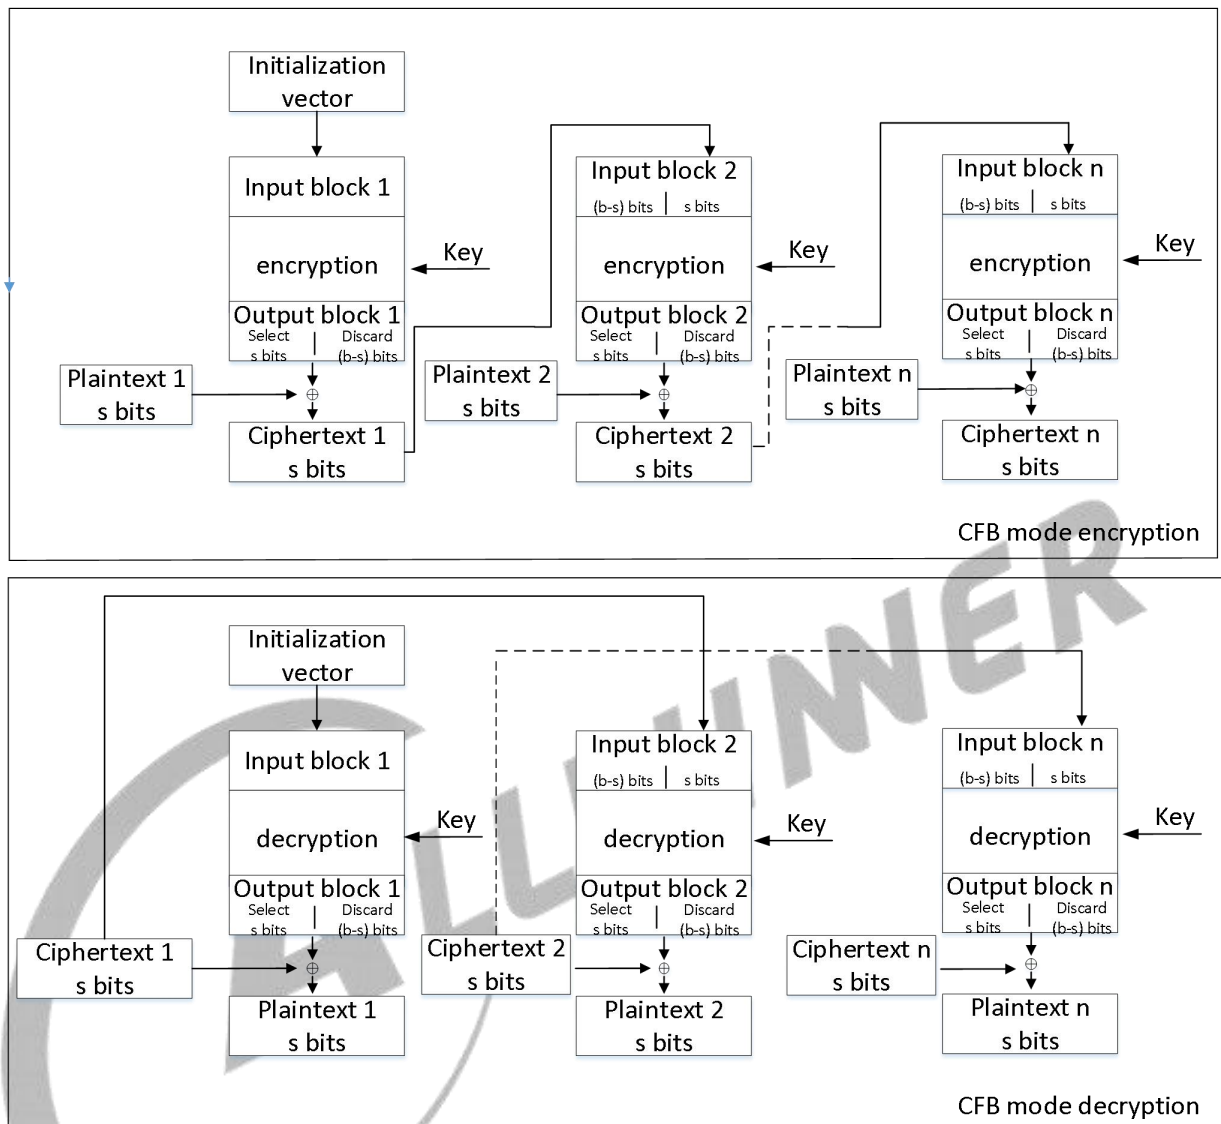 Initialization
vector
Input block 1
encryption
Key
Output block 1
Select
s bits
Discard
(b-s) bits
Plaintext 1
s bits
Ciphertext 1
s bits
Input block 2
(b-s) bits
s bits
encryption
Key
Output block 2
Select
s bits
Discard
(b-s) bits
Plaintext 2
s bits
Ciphertext 2
s bits
Input block n
(b-s) bits
s bits
encryption
Key
Output block n
Select
s bits
Discard
(b-s) bits
Plaintext n
s bits
Ciphertext n
s bits
CFB mode encryption
Initialization
vector
Input block 1
decryption
Key
Output block 1
Select
s bits
Discard
(b-s) bits
Ciphertext 1
s bits
Plaintext 1
s bits
Input block 2
(b-s) bits
s bits
decryption
Key
Output block 2
Select
s bits
Discard
(b-s) bits
Ciphertext 2
s bits
Plaintext 2
s bits
Input block n
(b-s) bits
s bits
decryption
Key
Output block n
Select
s bits
Discard
(b-s) bits
Ciphertext n
s bits
Plaintext n
s bits
CFB mode decryption
ALLWINNER